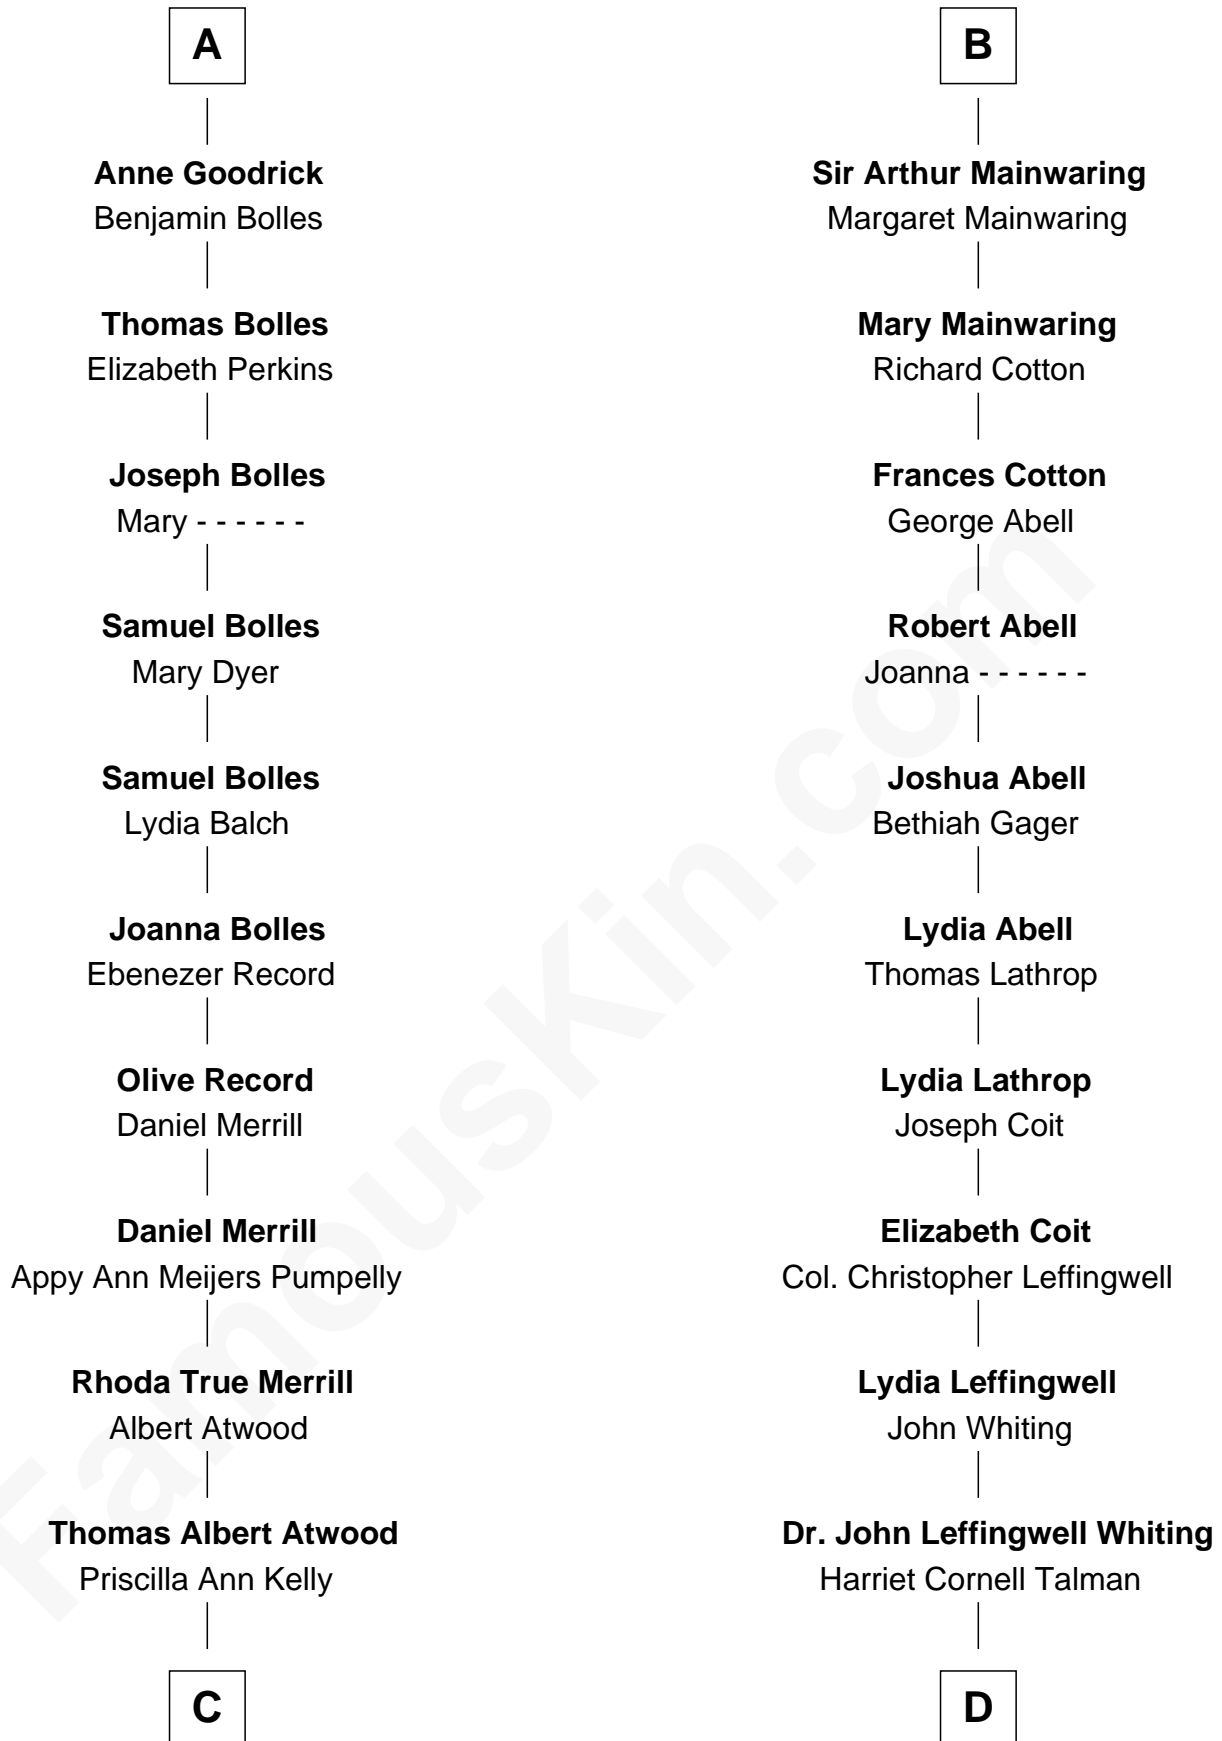 A
Anne Goodrick
Benjamin Bolles
Thomas Bolles
Elizabeth Perkins
Joseph Bolles
Mary - - - - - -
Samuel Bolles
Mary Dyer
Samuel Bolles
Lydia Balch
Joanna Bolles
Ebenezer Record
Olive Record
Daniel Merrill
Daniel Merrill
Appy Ann Meijers Pumpelly
Rhoda True Merrill
Albert Atwood
Thomas Albert Atwood
Priscilla Ann Kelly
C
B
Sir Arthur Mainwaring
Margaret Mainwaring
Mary Mainwaring
Richard Cotton
Frances Cotton
George Abell
Robert Abell
Joanna - - - - - -
Joshua Abell
Bethiah Gager
Lydia Abell
Thomas Lathrop
Lydia Lathrop
Joseph Coit
Elizabeth Coit
Col. Christopher Leffingwell
Lydia Leffingwell
John Whiting
Dr. John Leffingwell Whiting
Harriet Cornell Talman
D
FamousKin.com